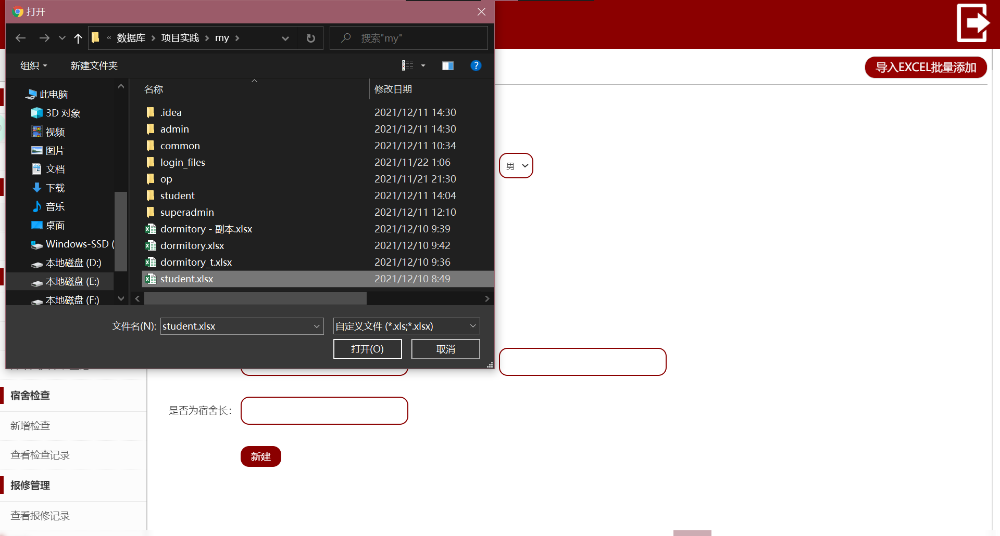 打开
« 数据库 › 项目实践 › my ›
搜索"my"
组织
新建文件夹
导入EXCEL批量添加
名称
修改日期
此电脑
3D 对象
视频
图片
文档
下载
音乐
桌面
Windows-SSD (
本地磁盘 (D:)
本地磁盘 (E:)
本地磁盘 (F:)
.idea 2021/12/11 14:30
admin 2021/12/11 14:30
common 2021/12/11 10:34
login_files 2021/11/22 1:06
op 2021/11/21 21:30
student 2021/12/11 14:04
superadmin 2021/12/11 12:10
dormitory - 副本.xlsx 2021/12/10 9:39
dormitory.xlsx 2021/12/10 9:42
dormitory_t.xlsx 2021/12/10 9:36
student.xlsx 2021/12/10 8:49
文件名(N): student.xlsx
自定义文件 (*.xls;*.xlsx)
打开(O)
取消
男
宿舍检查
新增检查
查看检查记录
报修管理
查看报修记录
是否为宿舍长：
新建